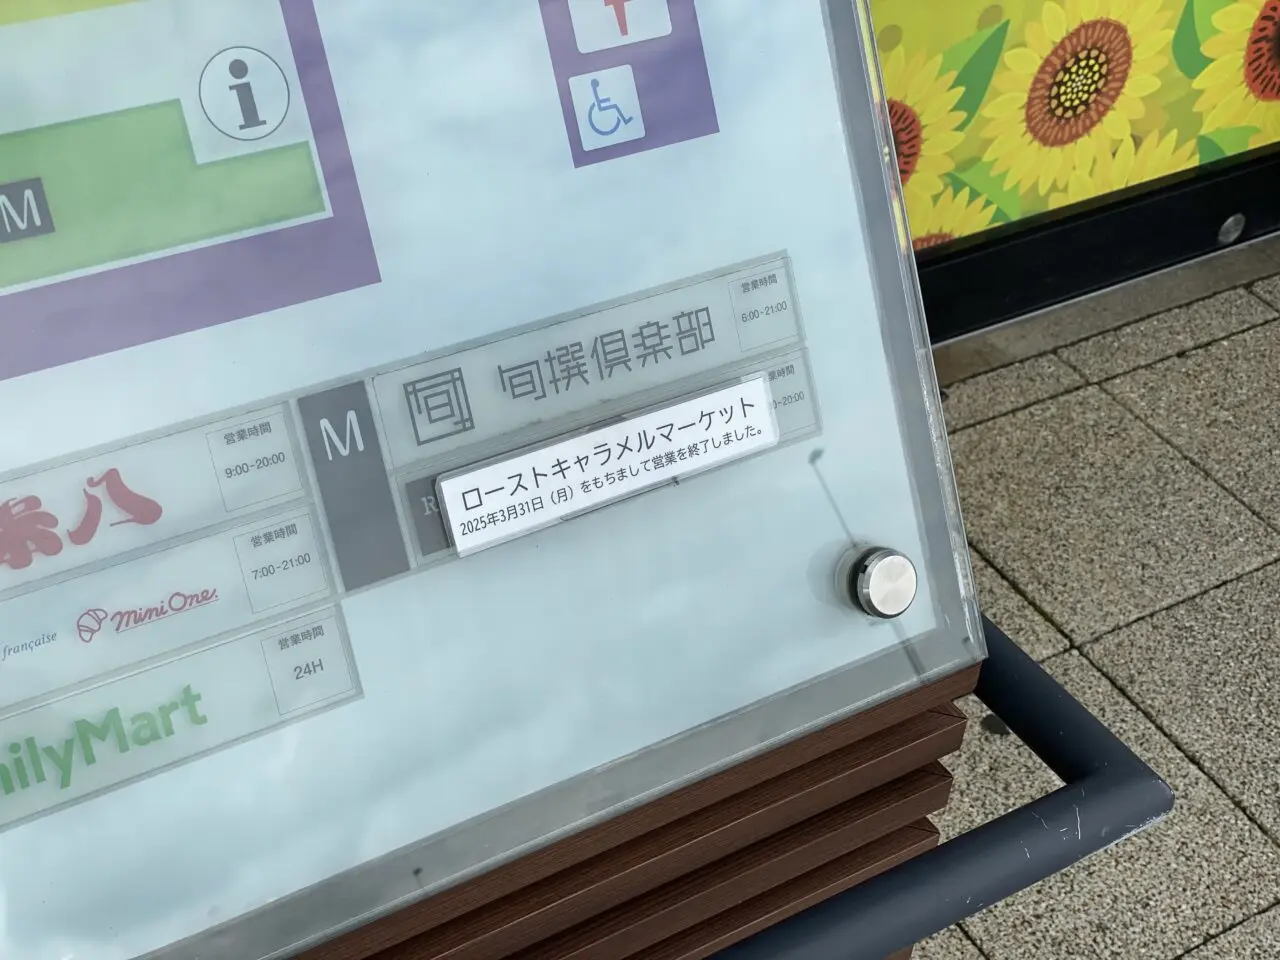 M
営業時間
6:00-21:00
旬
旬撰倶楽部
M
営業時間
9:00-20:00
ローストキャラメルマーケット
2025年3月31日（月）をもちまして営業を終了しました。
R
八
営業時間
7:00-21:00
française
mini One.
営業時間
24H
ilyMart